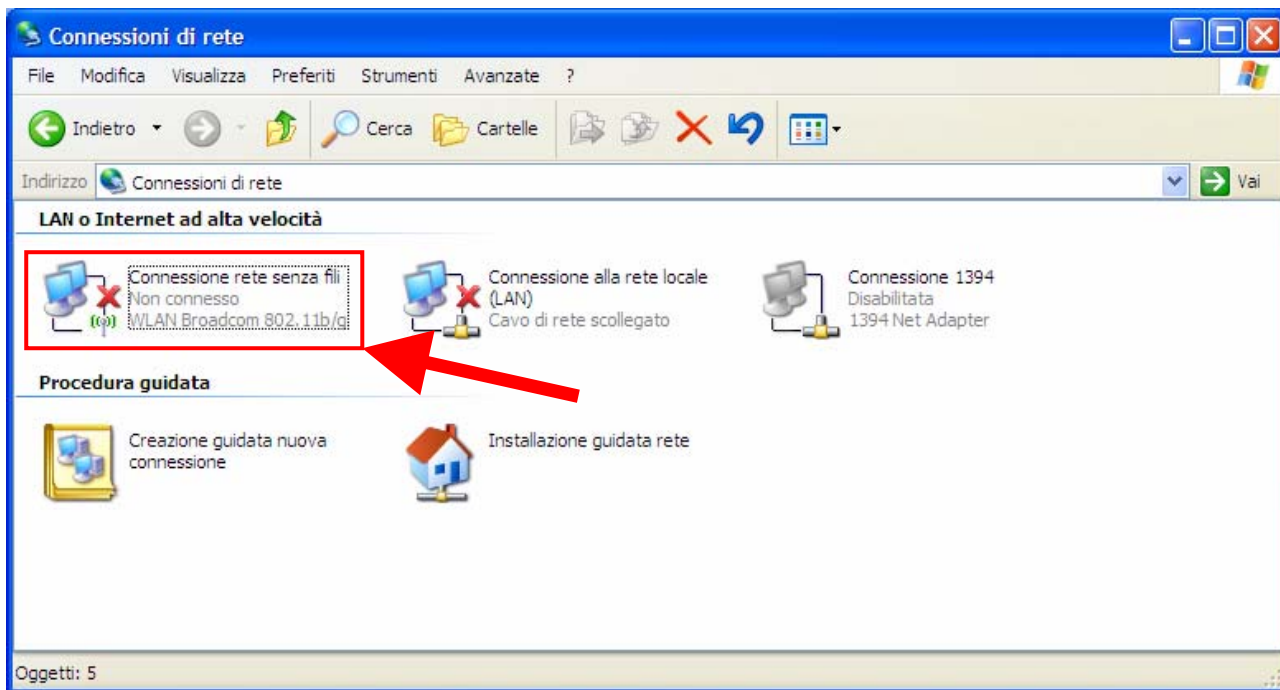 Connessioni di rete
File Modifica Visualizza Preferiti Strumenti Avanzate ?
Indietro Cerca Cartelle
Indirizzo Connessioni di rete Vai
LAN o Internet ad alta velocità
Connessione rete senza fili
Non connesso
WLAN Broadcom 802.11b/g
Connessione alla rete locale
(LAN)
Cavo di rete scollegato
Connessione 1394
Disabilitata
1394 Net Adapter
Procedura guidata
Creazione guidata nuova
connessione
Installazione guidata rete
Oggetti: 5